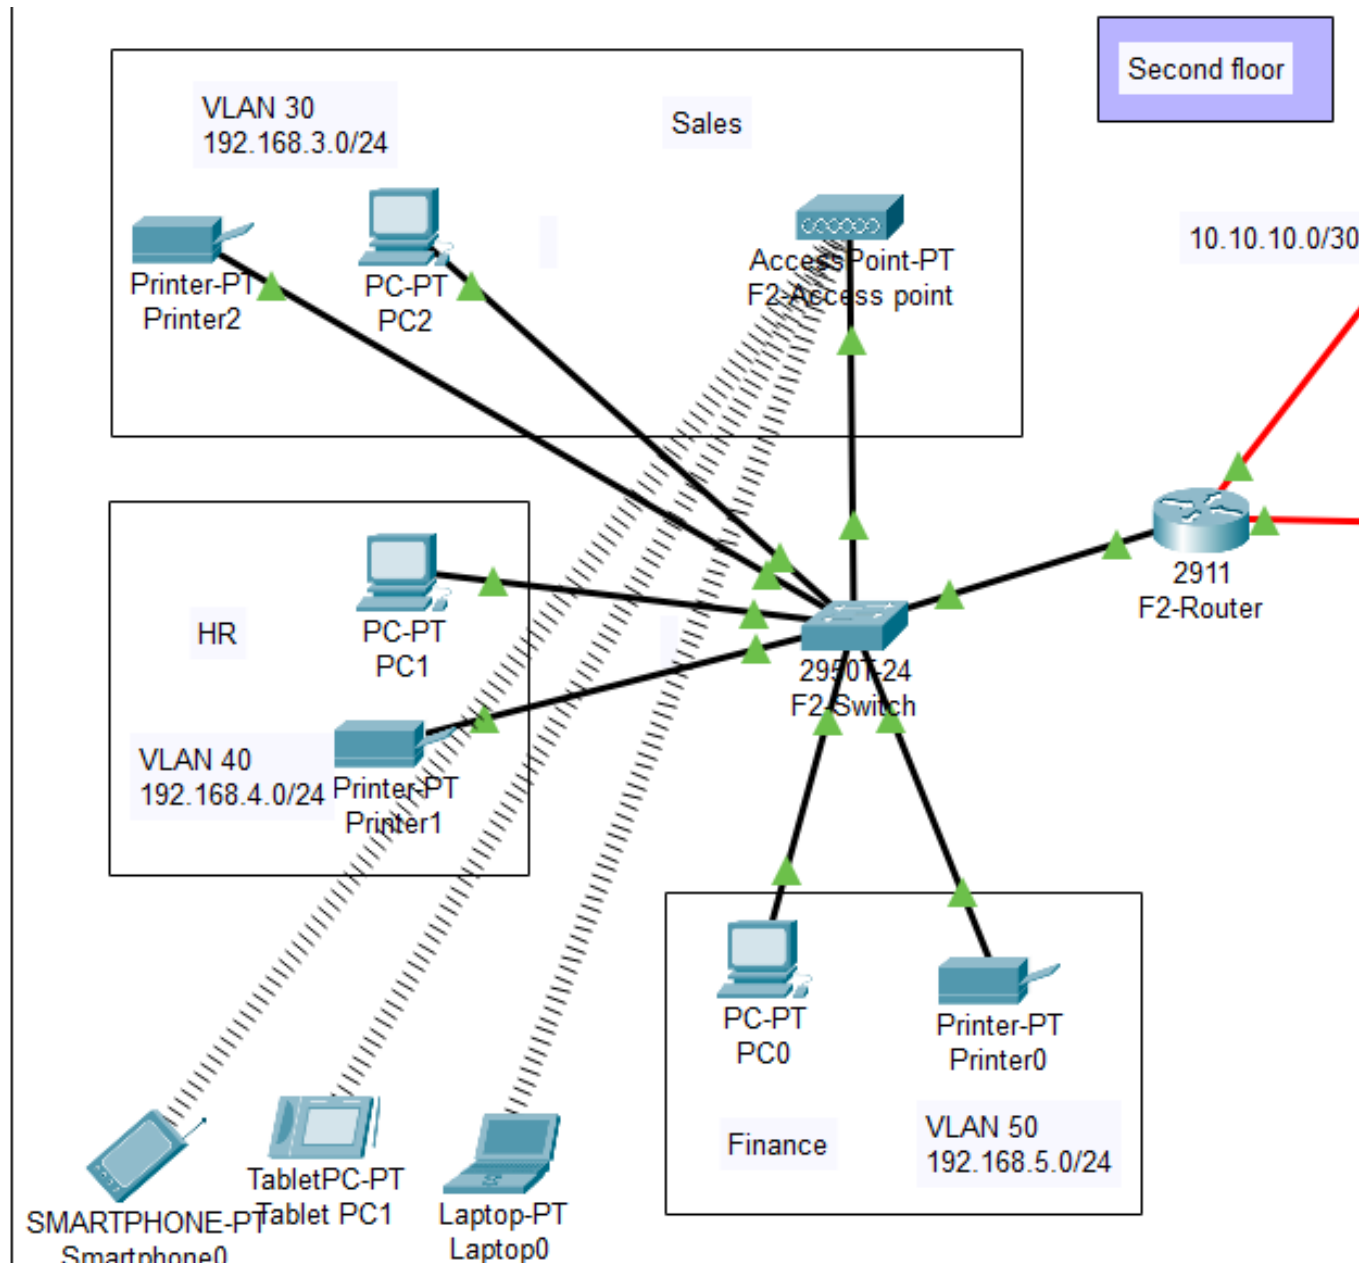 Second floor
VLAN 30
192.168.3.0/24
Sales
10.10.10.0/30
Printer-PT
Printer2
PC-PT
PC2
AccessPoint-PT
F2-Access point
2911
F2-Router
HR
PC-PT
PC1
2950T-24
F2-Switch
VLAN 40
192.168.4.0/24
Printer-PT
Printer1
PC-PT
PC0
Printer-PT
Printer0
Finance
VLAN 50
192.168.5.0/24
SMARTPHONE-PT
Smartphone0
TabletPC-PT
Tablet PC1
Laptop-PT
Laptop0